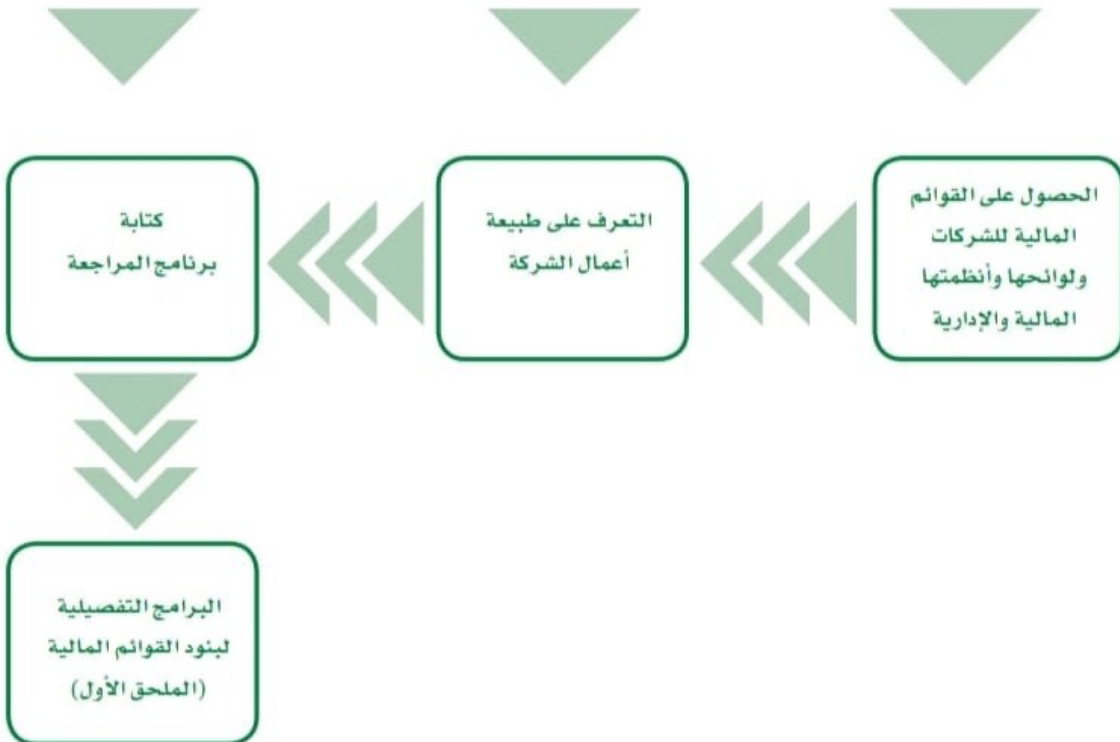 الحصول على القوائم
المالية للشركات
ولوائحها وأنظمتها
المالية والإدارية
التعرف على طبيعة
أعمال الشركة
كتابة
برنامج المراجعة
البرامج التفصيلية
لبنود القوائم المالية
(الملحق الأول)